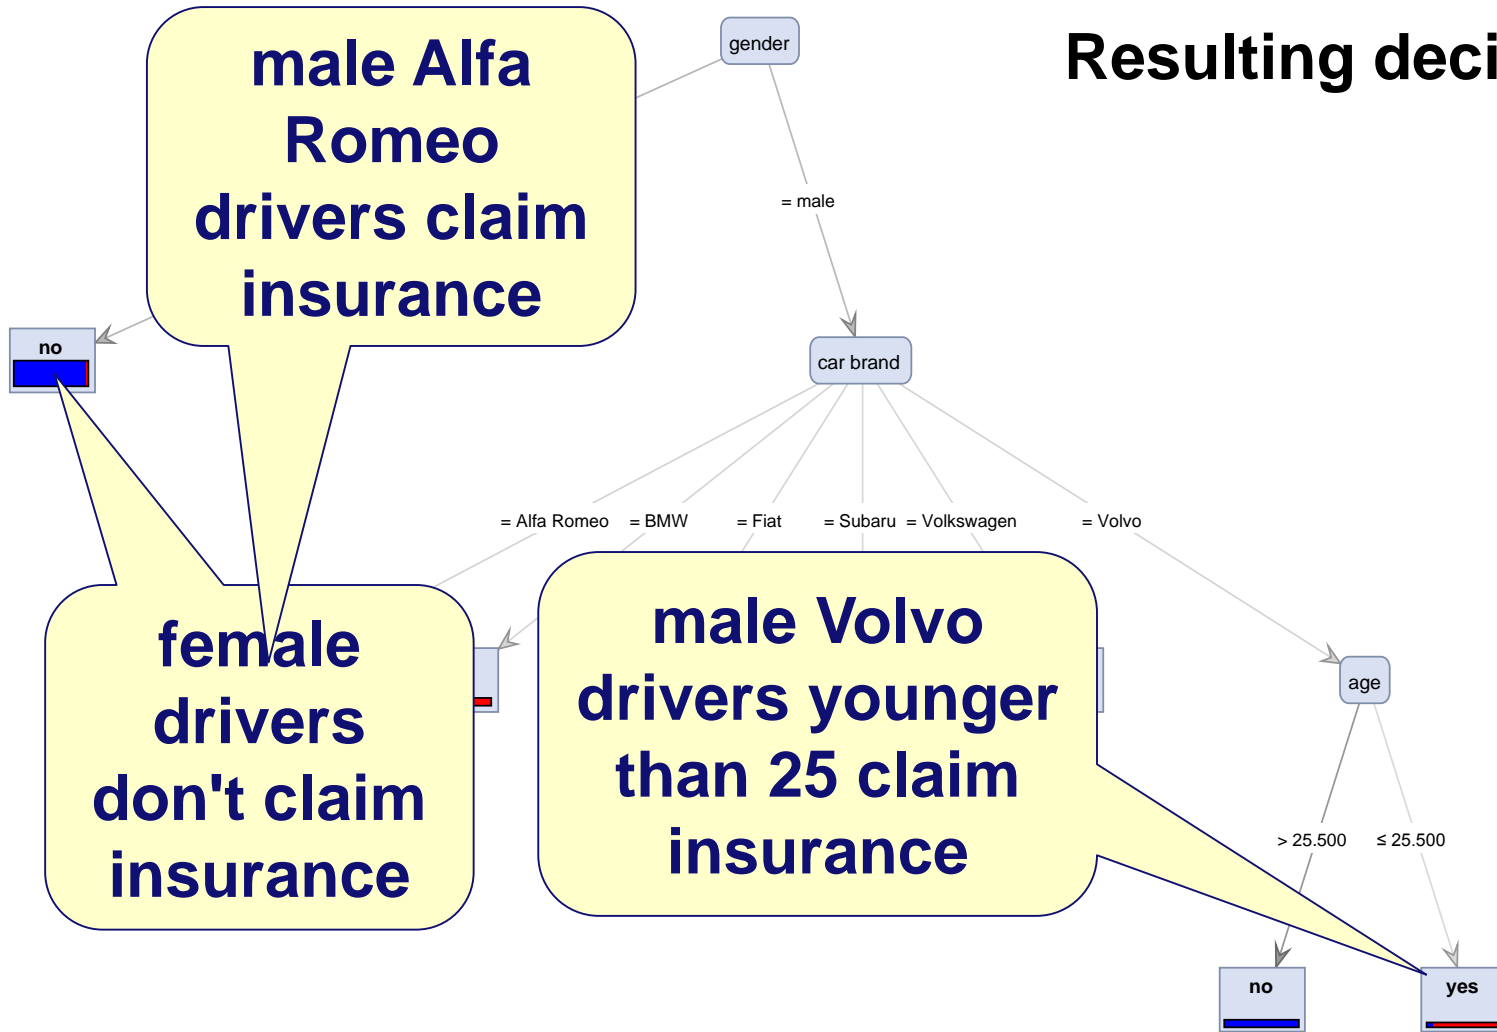 Resulting deci
gender
male Alfa
Romeo
drivers claim
insurance
= male
no
car brand
= Alfa Romeo
= BMW
= Fiat
= Subaru
= Volkswagen
= Volvo
female
drivers
don't claim
insurance
male Volvo
drivers younger
than 25 claim
insurance
age
> 25.500
≤ 25.500
no
yes